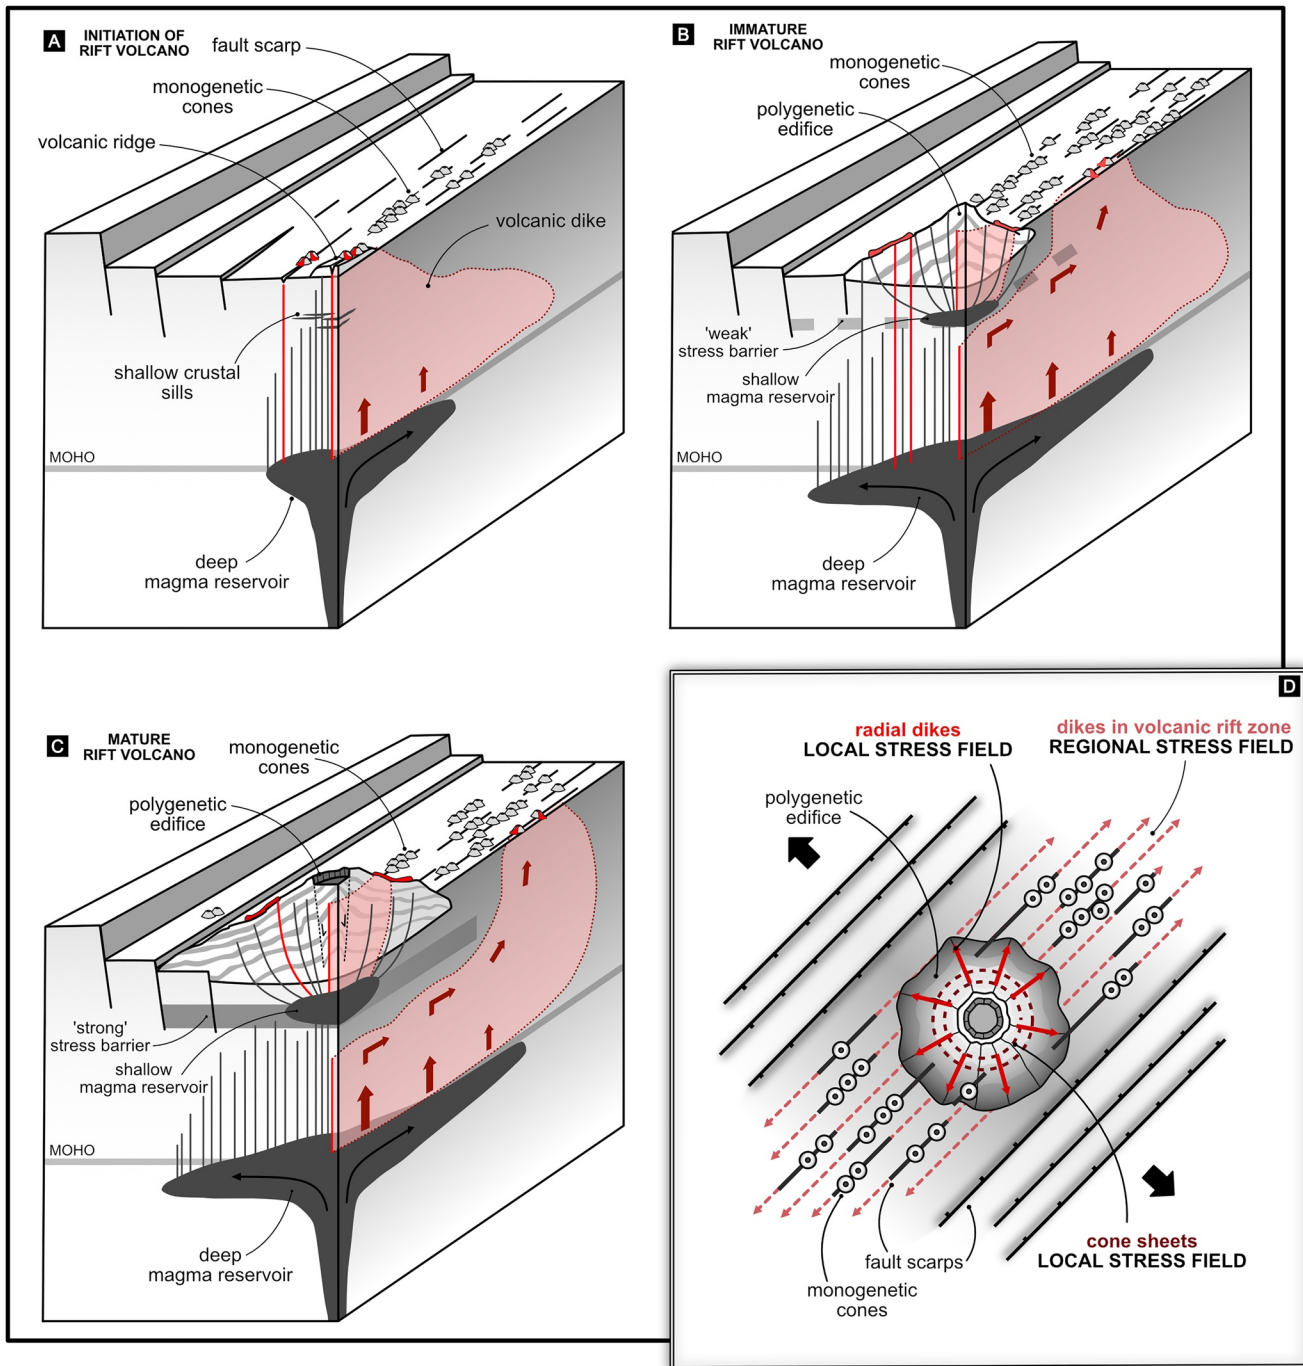 A
INITIATION OF
RIFT VOLCANO
fault scarp
monogenetic
cones
volcanic ridge
volcanic dike
shallow crustal
sills
MOHO
deep
magma reservoir
B
IMMATURE
RIFT VOLCANO
monogenetic
cones
polygenetic
edifice
'weak'
stress barrier
shallow
magma reservoir
MOHO
deep
magma reservoir
C
MATURE
RIFT VOLCANO
monogenetic
cones
polygenetic
edifice
'strong'
stress barrier
shallow
magma reservoir
MOHO
deep
magma reservoir
D
radial dikes
LOCAL STRESS FIELD
dikes in volcanic rift zone
REGIONAL STRESS FIELD
polygenetic
edifice
cone sheets
LOCAL STRESS FIELD
fault scarps
monogenetic
cones